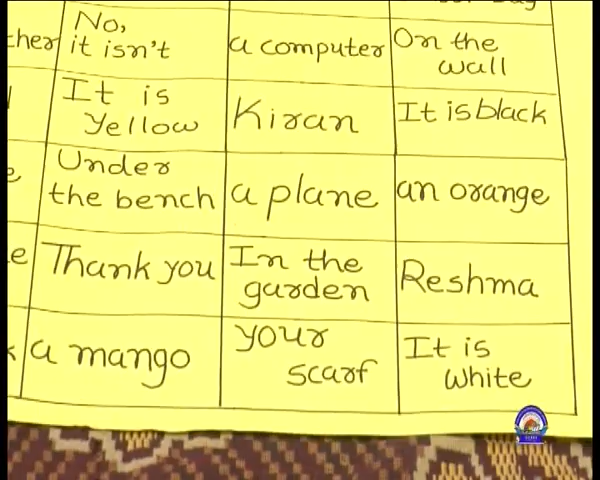 No,
it isn't
a computer
On the
wall
It is
yellow
Kiran
It is black
Under
the bench
a plane
an orange
Thank you
In the
garden
Reshma
a mango
your
scarf
It is
white